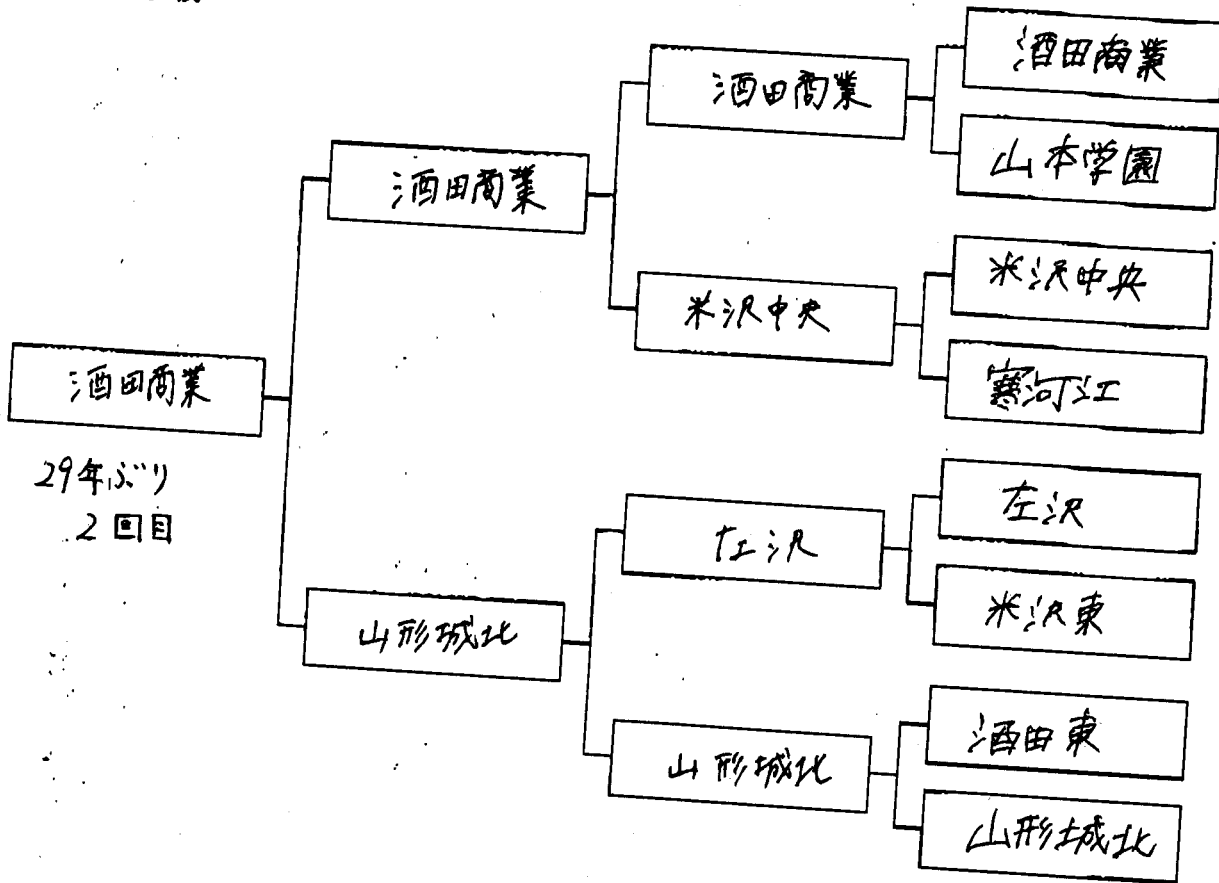 酒田商業
酒田商業
山本学園
酒田商業
米沢中央
米沢中央
寒河江
酒田商業
29年ぶり
2回目
左沢
左沢
米沢東
山形城北
酒田東
山形城北
山形城北